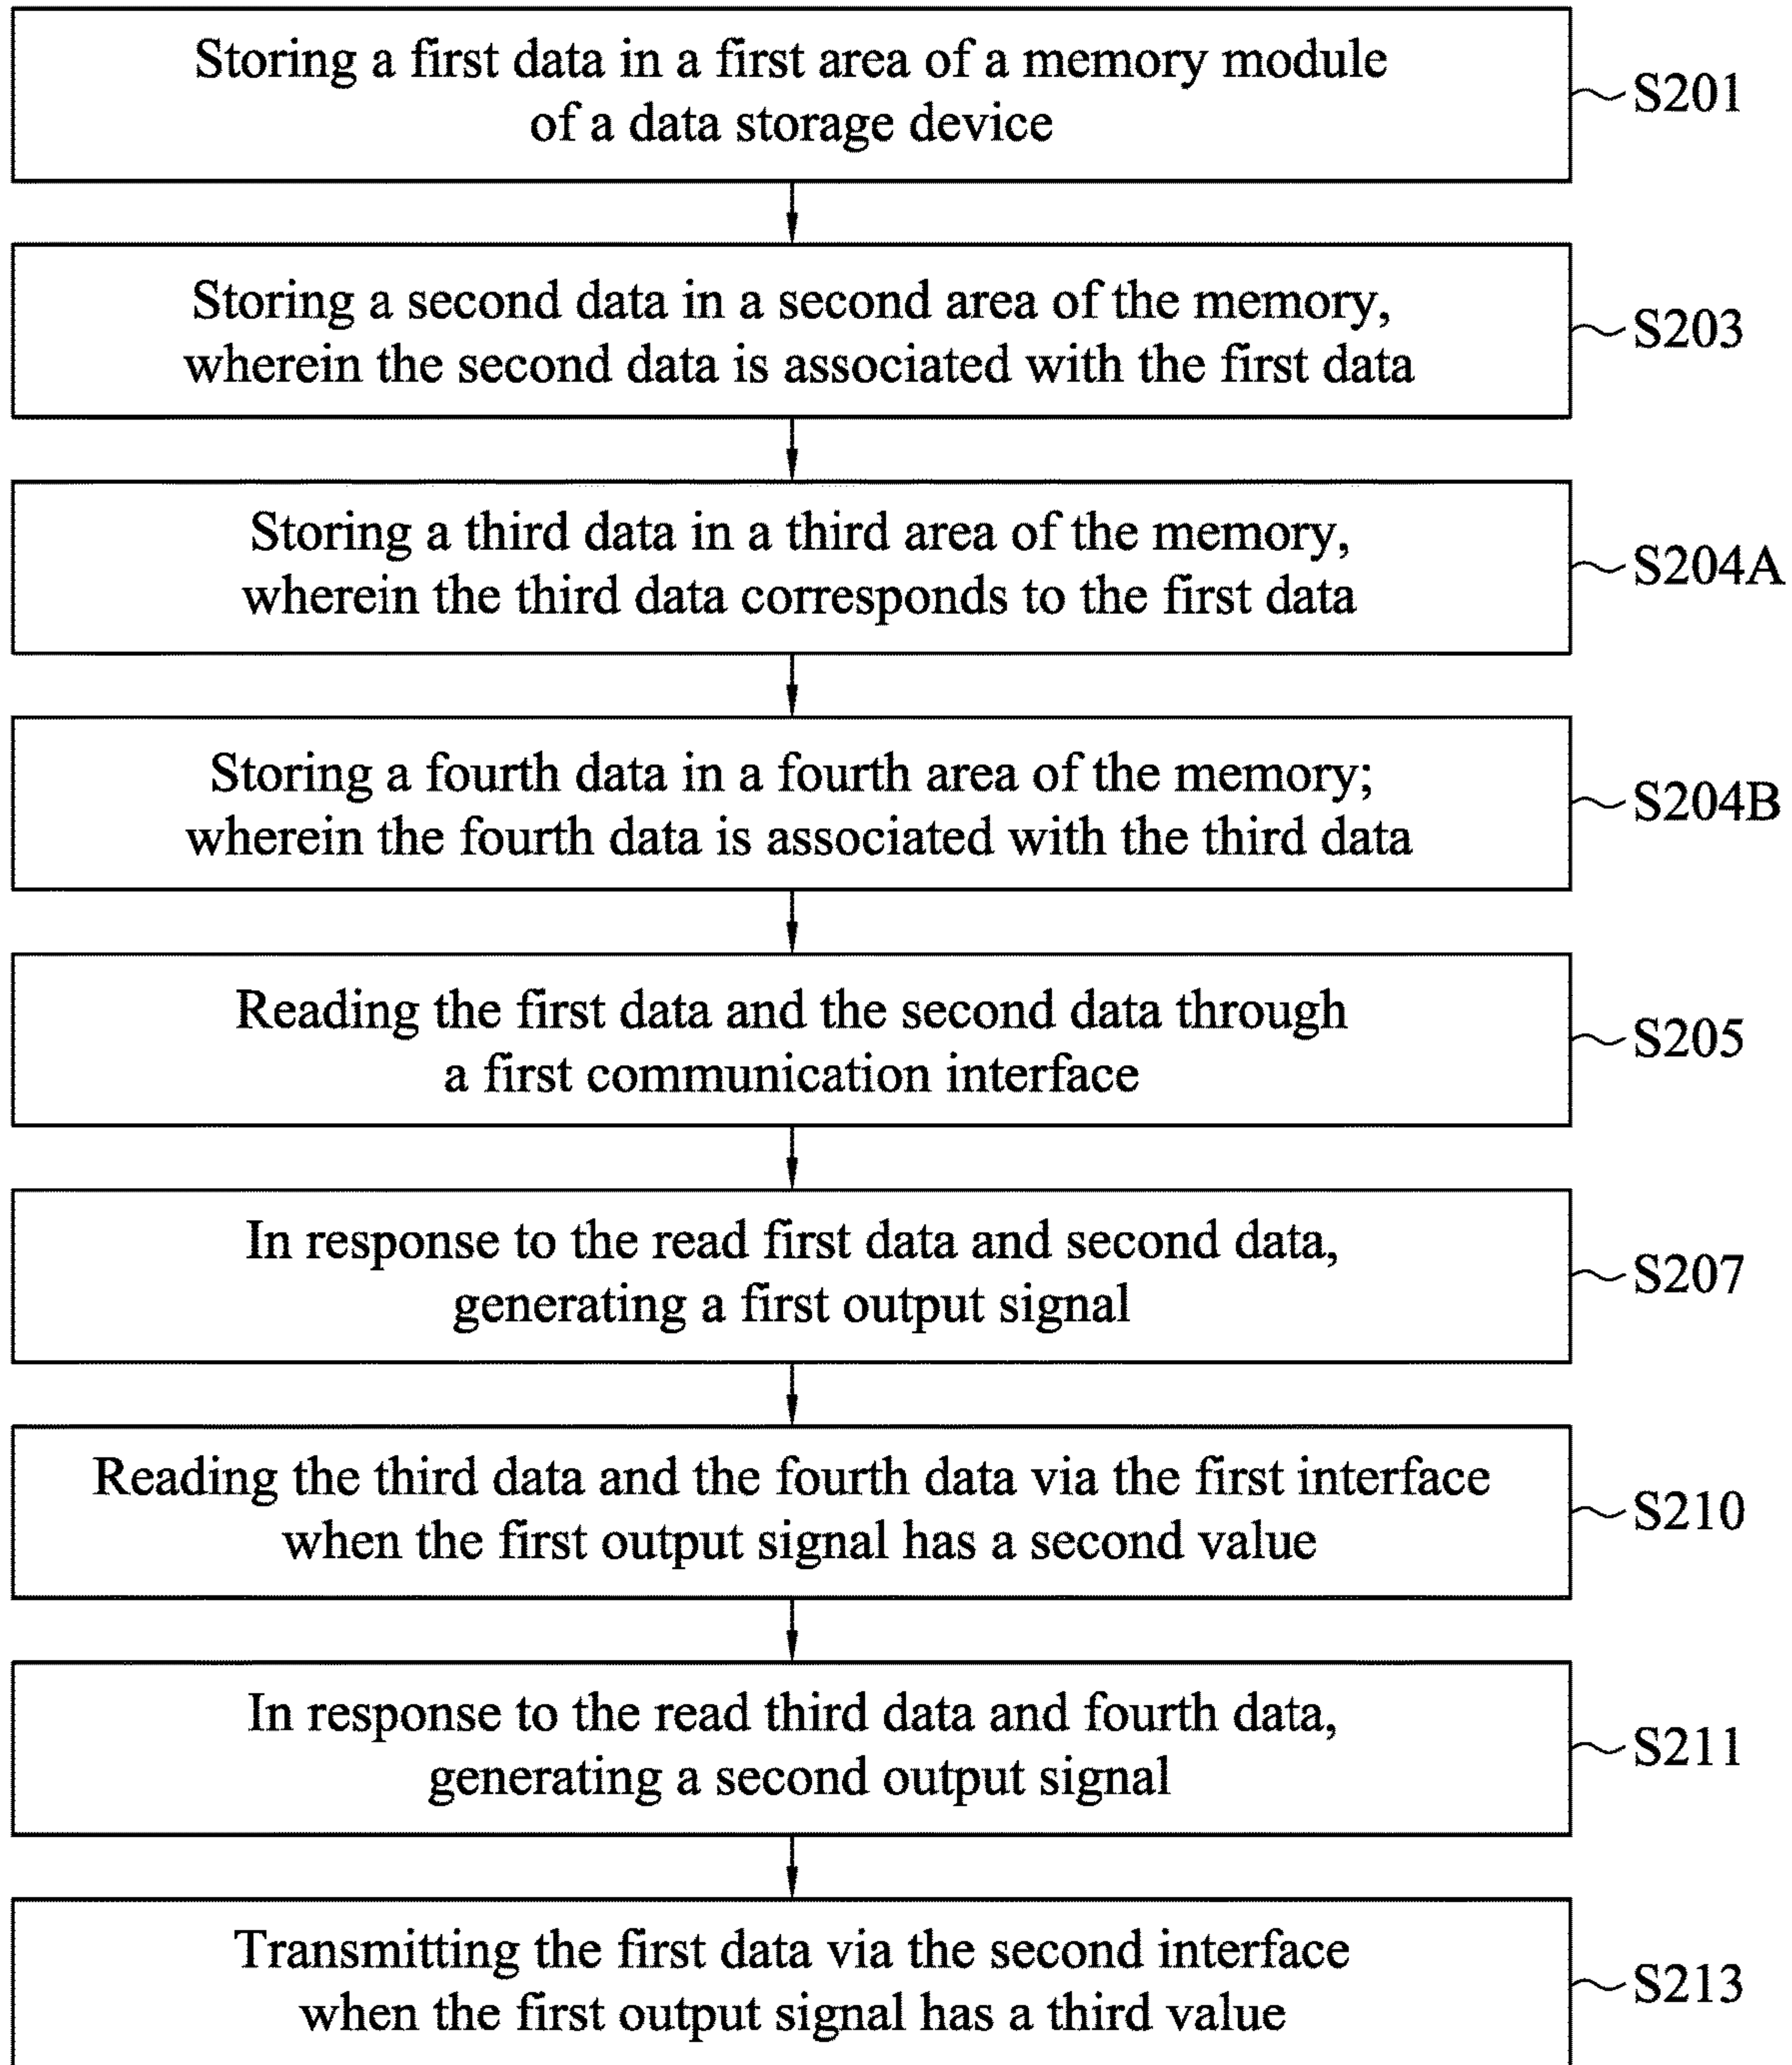 Storing a first data in a first area of a memory module
of a data storage device
S201
Storing a second data in a second area of the memory,
wherein the second data is associated with the first data
S203
Storing a third data in a third area of the memory,
wherein the third data corresponds to the first data
S204A
Storing a fourth data in a fourth area of the memory;
wherein the fourth data is associated with the third data
S204B
Reading the first data and the second data through
a first communication interface
S205
In response to the read first data and second data,
generating a first output signal
S207
Reading the third data and the fourth data via the first interface
when the first output signal has a second value
S210
In response to the read third data and fourth data,
generating a second output signal
S211
Transmitting the first data via the second interface
when the first output signal has a third value
S213